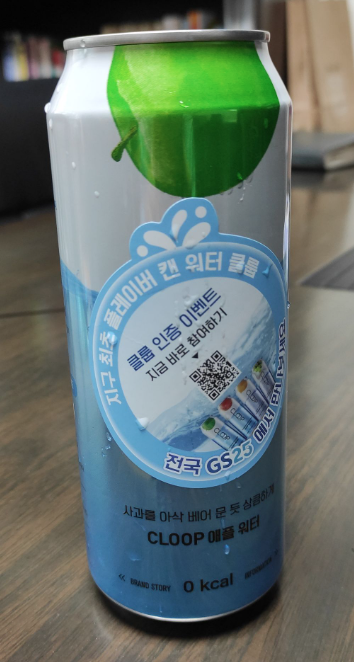 지구 최초 플레이버 캔 워터 클룹
클룹 인증 이벤트
지금 바로 참여하기
전국 GS25 에서 만나세요
사과를 아삭 베어 문 듯 상큼하게
CLOOP 애플 워터
<< BRAND STORY 0 kcal INFORMATION